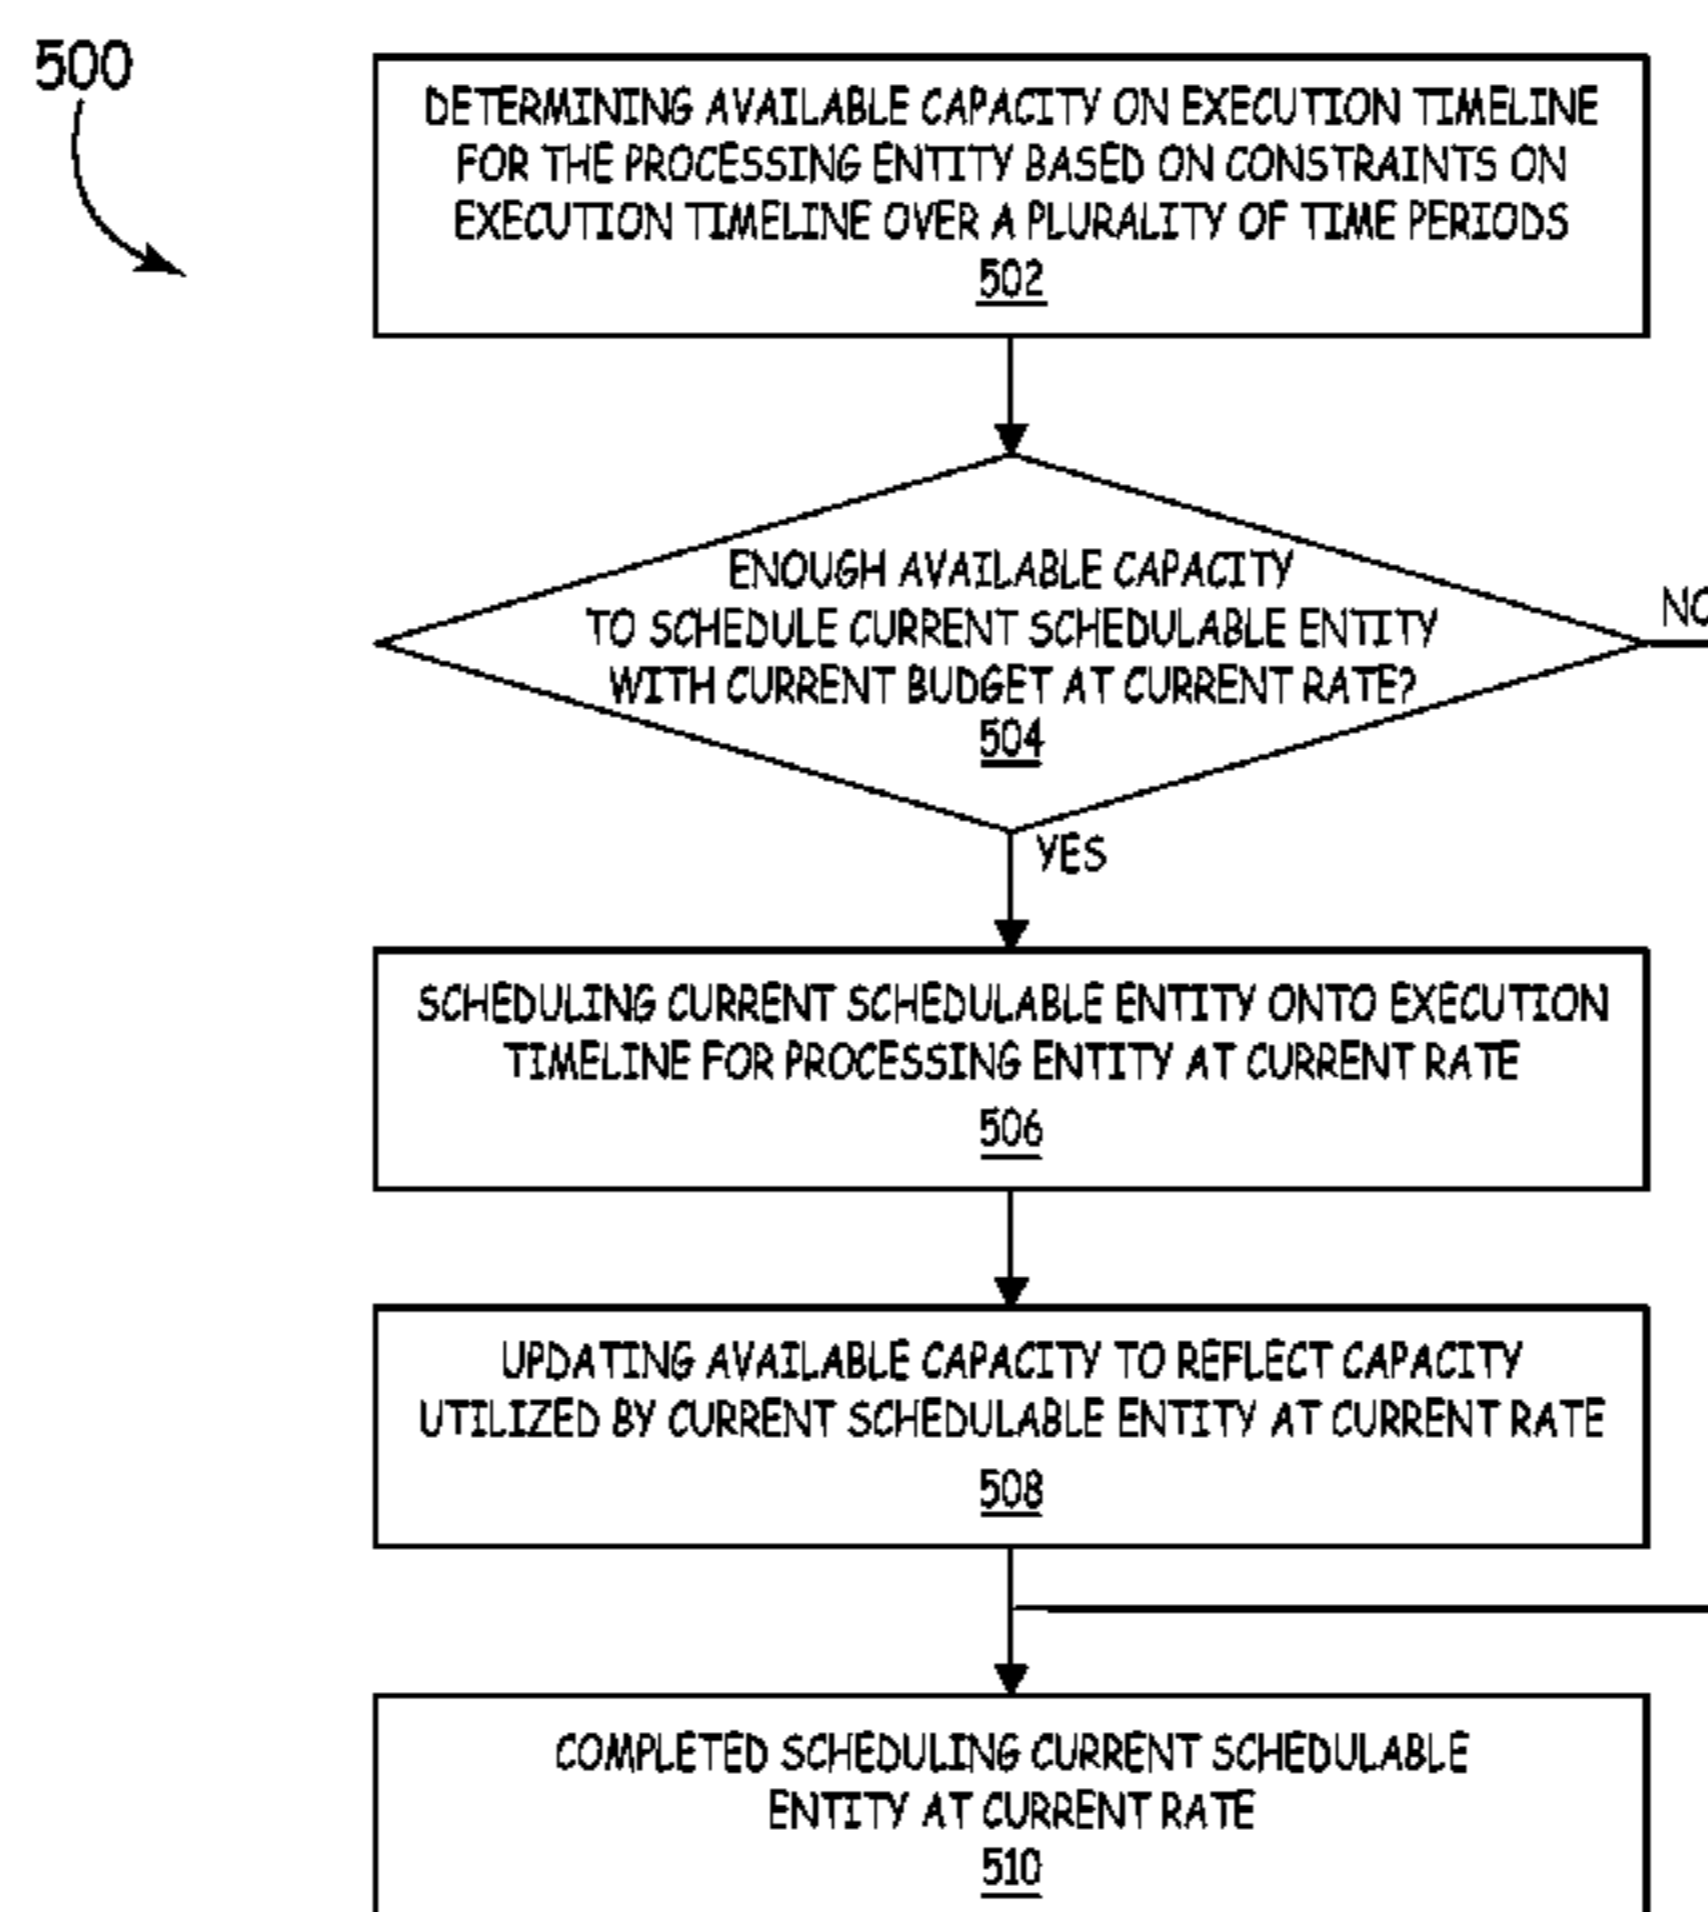 500
DETERMINING AVAILABLE CAPACITY ON EXECUTION TIMELINE
FOR THE PROCESSING ENTITY BASED ON CONSTRAINTS ON
EXECUTION TIMELINE OVER A PLURALITY OF TIME PERIODS
502
ENOUGH AVAILABLE CAPACITY
TO SCHEDULE CURRENT SCHEDULABLE ENTITY
WITH CURRENT BUDGET AT CURRENT RATE?
504
NO
YES
SCHEDULING CURRENT SCHEDULABLE ENTITY ONTO EXECUTION
TIMELINE FOR PROCESSING ENTITY AT CURRENT RATE
506
UPDATING AVAILABLE CAPACITY TO REFLECT CAPACITY
UTILIZED BY CURRENT SCHEDULABLE ENTITY AT CURRENT RATE
508
COMPLETED SCHEDULING CURRENT SCHEDULABLE
ENTITY AT CURRENT RATE
510